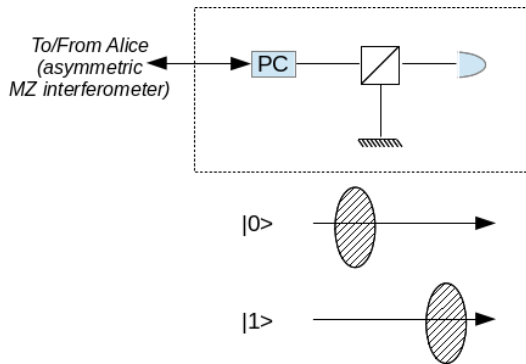 To/From Alice
(asymmetric
MZ interferometer)
PC
|0>
|1>